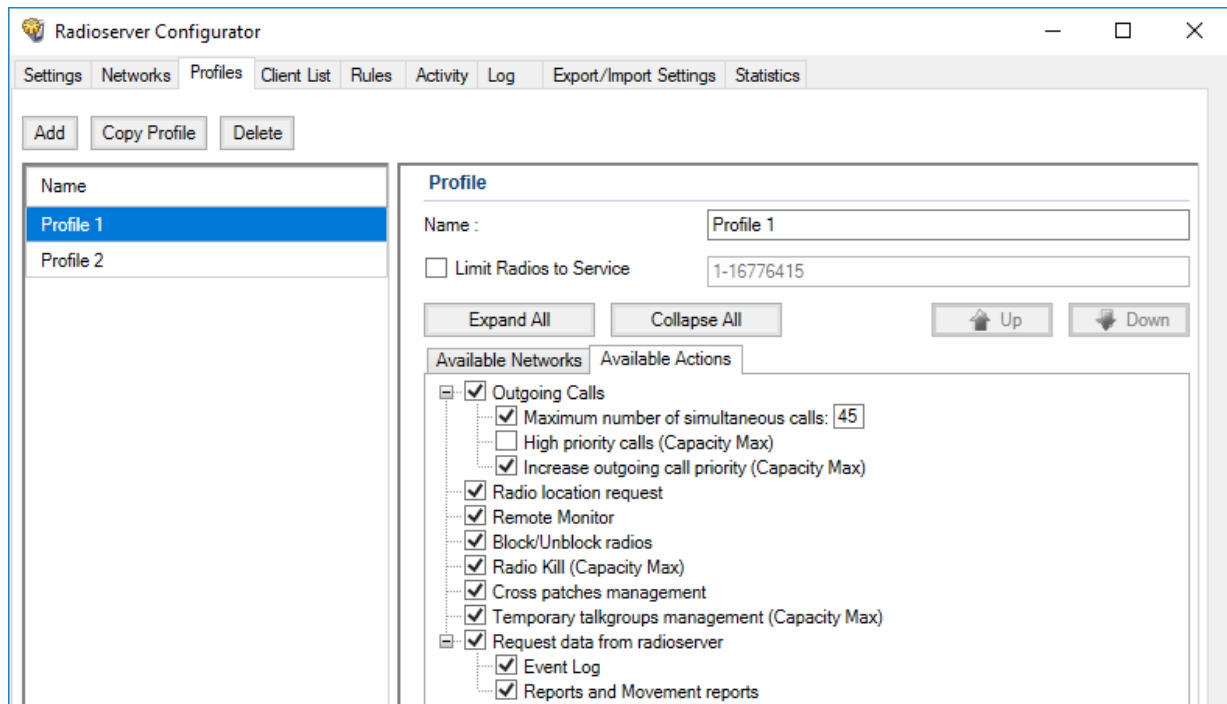 Radioserver Configurator
Settings Networks Profiles Client List Rules Activity Log Export/Import Settings Statistics
Add Copy Profile Delete
Name
Profile 1
Profile 2
Profile
Name : Profile 1
Limit Radios to Service 1-16776415
Expand All Collapse All Up Down
Available Networks Available Actions
Outgoing Calls
Maximum number of simultaneous calls: 45
High priority calls (Capacity Max)
Increase outgoing call priority (Capacity Max)
Radio location request
Remote Monitor
Block/Unblock radios
Radio Kill (Capacity Max)
Cross patches management
Temporary talkgroups management (Capacity Max)
Request data from radioserver
Event Log
Reports and Movement reports